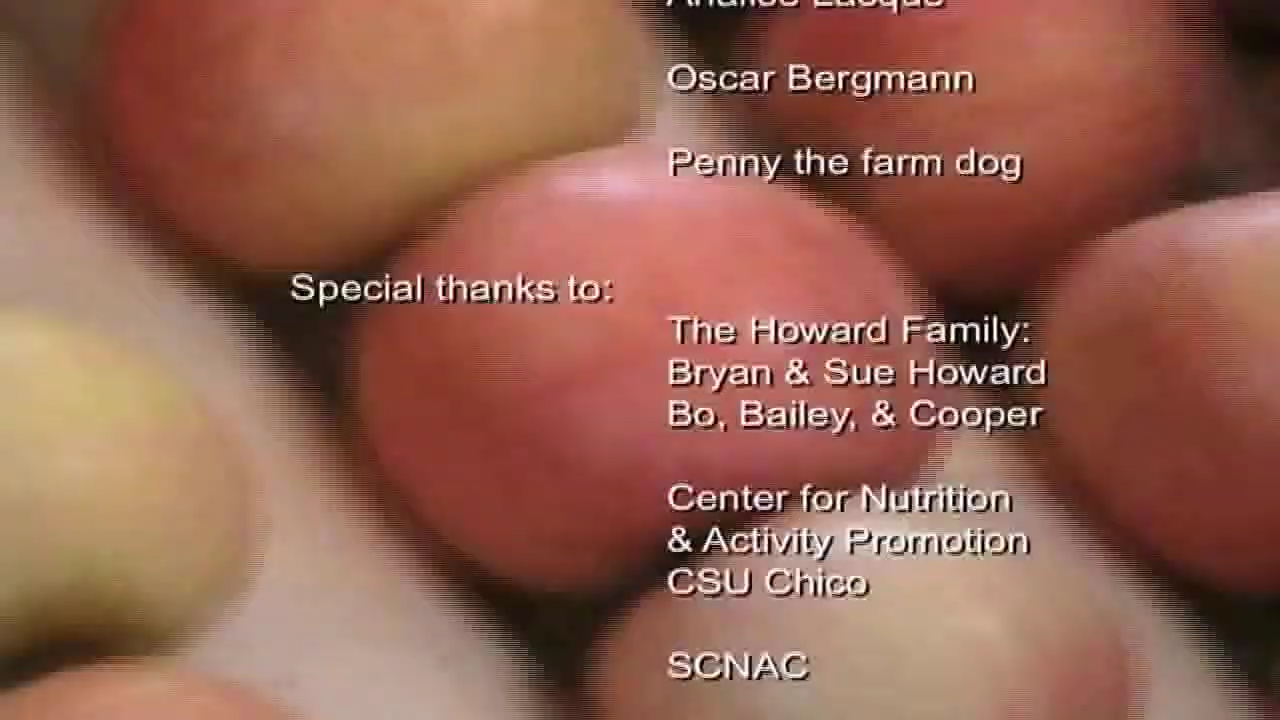 Oscar Bergmann
Penny the farm dog
Special thanks to:
The Howard Family:
Bryan & Sue Howard
Bo, Bailey, & Cooper
Center for Nutrition
& Activity Promotion
CSU Chico
SCNAC